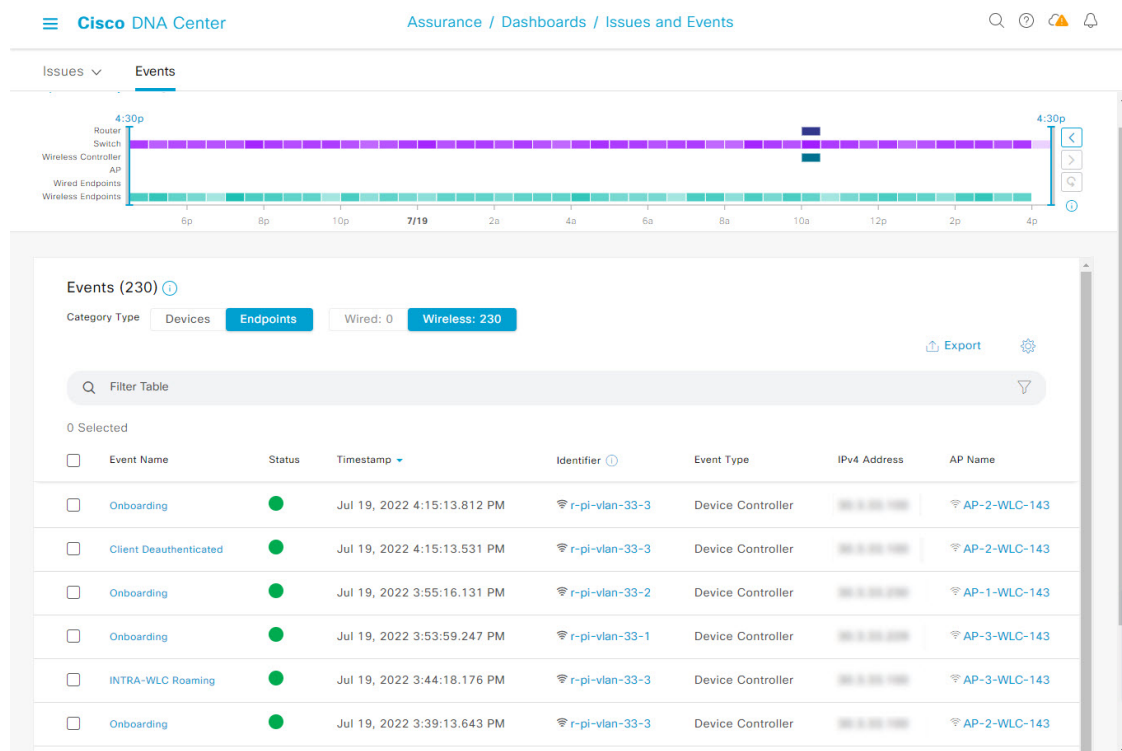 Cisco DNA Center
Assurance / Dashboards / Issues and Events
Issues
Events
4:30p 4:30p
Router
Switch
Wireless Controller
AP
Wired Endpoints
Wireless Endpoints
6p 8p 10p 7/19 2a 4a 6a 8a 10a 12p 2p 4p
Events (230)
Category Type Devices Endpoints Wired: 0 Wireless: 230
Export
Filter Table
0 Selected
Event Name Status Timestamp Identifier Event Type IPv4 Address AP Name
Onboarding Jul 19, 2022 4:15:13.812 PM r-pi-vlan-33-3 Device Controller AP-2-WLC-143
Client Deauthenticated Jul 19, 2022 4:15:13.531 PM r-pi-vlan-33-3 Device Controller AP-2-WLC-143
Onboarding Jul 19, 2022 3:55:16.131 PM r-pi-vlan-33-2 Device Controller AP-1-WLC-143
Onboarding Jul 19, 2022 3:53:59.247 PM r-pi-vlan-33-1 Device Controller AP-3-WLC-143
INTRA-WLC Roaming Jul 19, 2022 3:44:18.176 PM r-pi-vlan-33-3 Device Controller AP-3-WLC-143
Onboarding Jul 19, 2022 3:39:13.643 PM r-pi-vlan-33-3 Device Controller AP-2-WLC-143